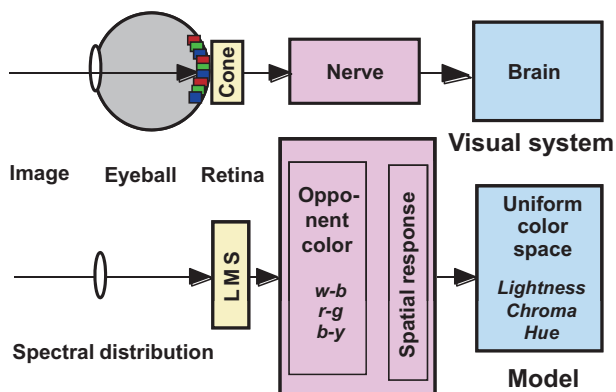 Cone
Nerve
Brain
Visual system
Image
Eyeball
Retina
LMS
Oppo-
nent
color
w-b
r-g
b-y
Spatial response
Uniform
color
space
Lightness
Chroma
Hue
Spectral distribution
Model